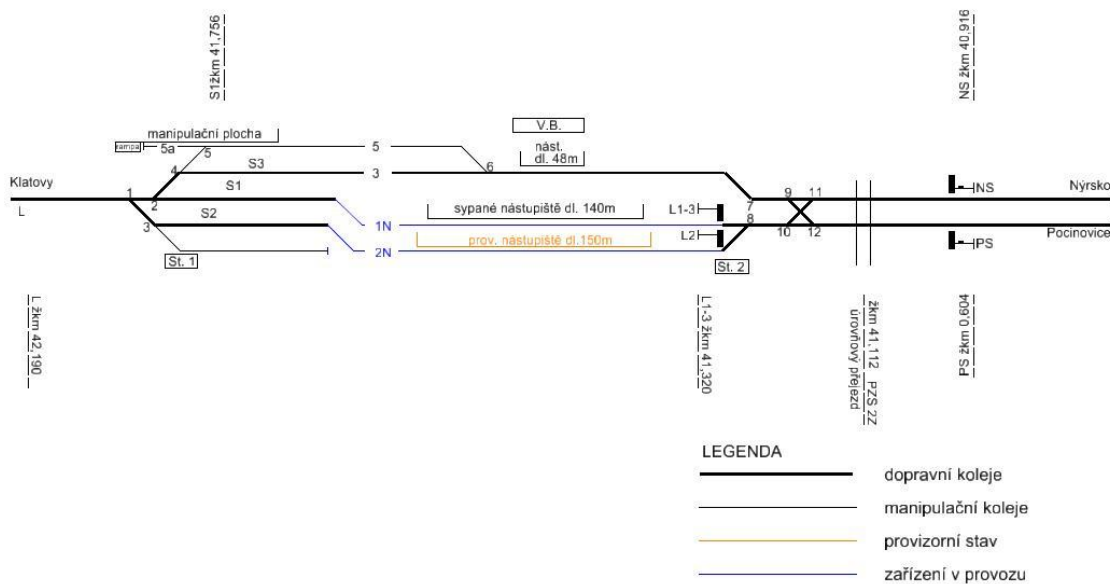 S1žkm 41,756
NS žkm 40,916
manipulační plocha
V.B.
rampa
5a
5
5
nást.
dl. 48m
6
4
S3
3
Klatovy
S1
1
2
L
S2
3
sypané nástupiště dl. 140m
L1-3
7
9
11
NS
Nýrsko
1N
8
prov. nástupiště dl.150m
L2
10
12
PS
Pocinovice
2N
St. 1
St. 2
L žkm 42,190
L1-3 žkm 41,320
žkm 41,112 PZS 2Z
úrovňový přejezd
PS žkm 0,604
LEGENDA
dopravní koleje
manipulační koleje
provizorní stav
zařízení v provozu